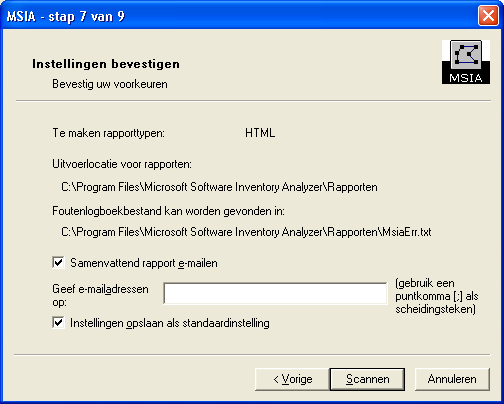 MSIA - stap 7 van 9
Instellingen bevestigen
Bevestig uw voorkeuren
MSIA
Te maken rapporttypen: HTML
Uitvoerlocatie voor rapporten:
C:\Program Files\Microsoft Software Inventory Analyzer\Rapporten
Foutenlogboekbestand kan worden gevonden in:
C:\Program Files\Microsoft Software Inventory Analyzer\Rapporten\MsiaErr.txt
Samenvattend rapport e-mailen
Geef e-mailadressen
op:
(gebruik een
puntkomma [;] als
scheidingsteken)
Instellingen opslaan als standaardinstelling
< Vorige Scannen Annuleren